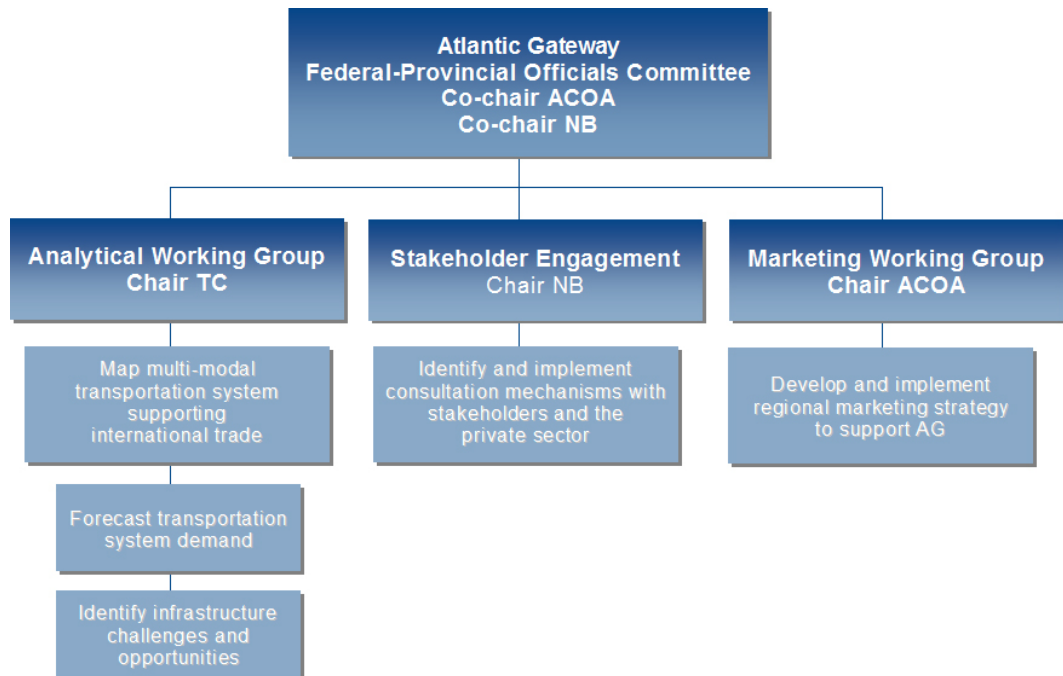 Atlantic Gateway
Federal-Provincial Officials Committee
Co-chair ACOA
Co-chair NB
Analytical Working Group
Chair TC
Stakeholder Engagement
Chair NB
Marketing Working Group
Chair ACOA
Map multi-modal
transportation system
supporting
international trade
Identify and implement
consultation mechanisms with
stakeholders and the
private sector
Develop and implement
regional marketing strategy
to support AG
Forecast transportation
system demand
Identify infrastructure
challenges and
opportunities